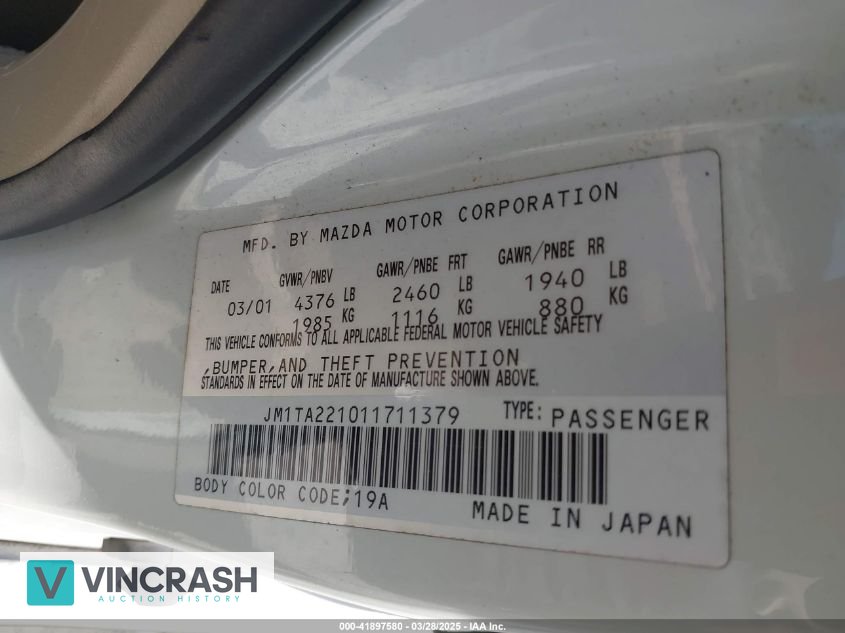 MFD. BY MAZDA MOTOR CORPORATION
DATE GVWR/PNBV GAWR/PNBE FRT GAWR/PNBE RR
03/01 4376 LB 2460 LB 1940 LB
1985 KG 1116 KG 880 KG
THIS VEHICLE CONFORMS TO ALL APPLICABLE FEDERAL MOTOR VEHICLE SAFETY
,BUMPER,AND THEFT PREVENTION
STANDARDS IN EFFECT ON THE DATE OF MANUFACTURE SHOWN ABOVE.
JM1TA221011711379 TYPE: PASSENGER
BODY COLOR CODE;19A
MADE IN JAPAN
VINCRASH
AUCTION HISTORY
000-41897580 - 03/28/2025 - IAA Inc.